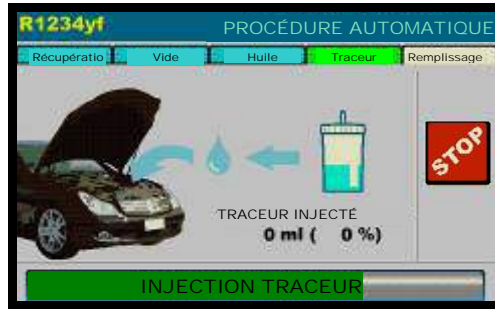 R1234yf
PROCÉDURE AUTOMATIQUE
Récupératio Vide Huile Traceur Remplissage
STOP
TRACEUR INJECTÉ
0 ml ( 0 %)
INJECTION TRACEUR